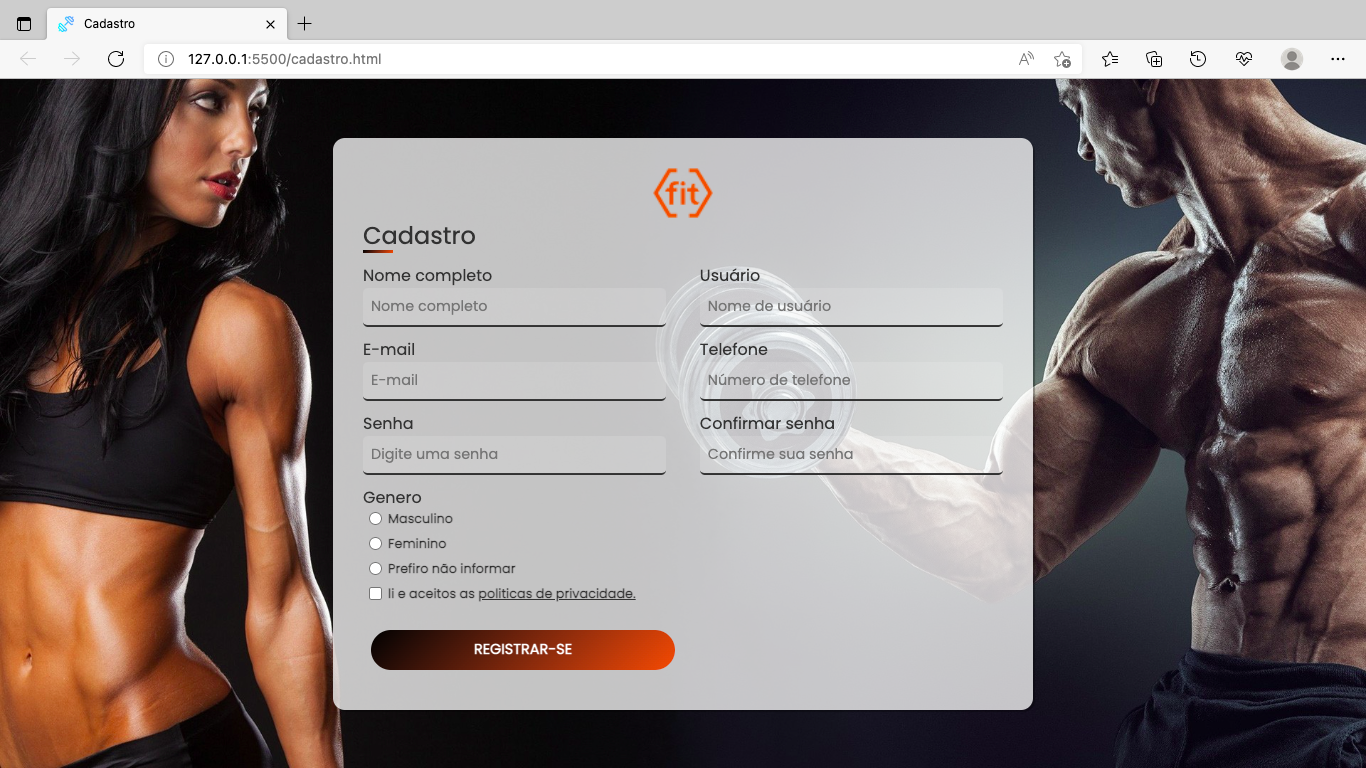 Cadastro
127.0.0.1:5500/cadastro.html
{fit}
Cadastro
Nome completo
Usuário
Nome completo
Nome de usuário
E-mail
Telefone
E-mail
Número de telefone
Senha
Confirmar senha
Digite uma senha
Confirme sua senha
Genero
Masculino
Feminino
Prefiro não informar
li e aceitos as politicas de privacidade.
REGISTRAR-SE